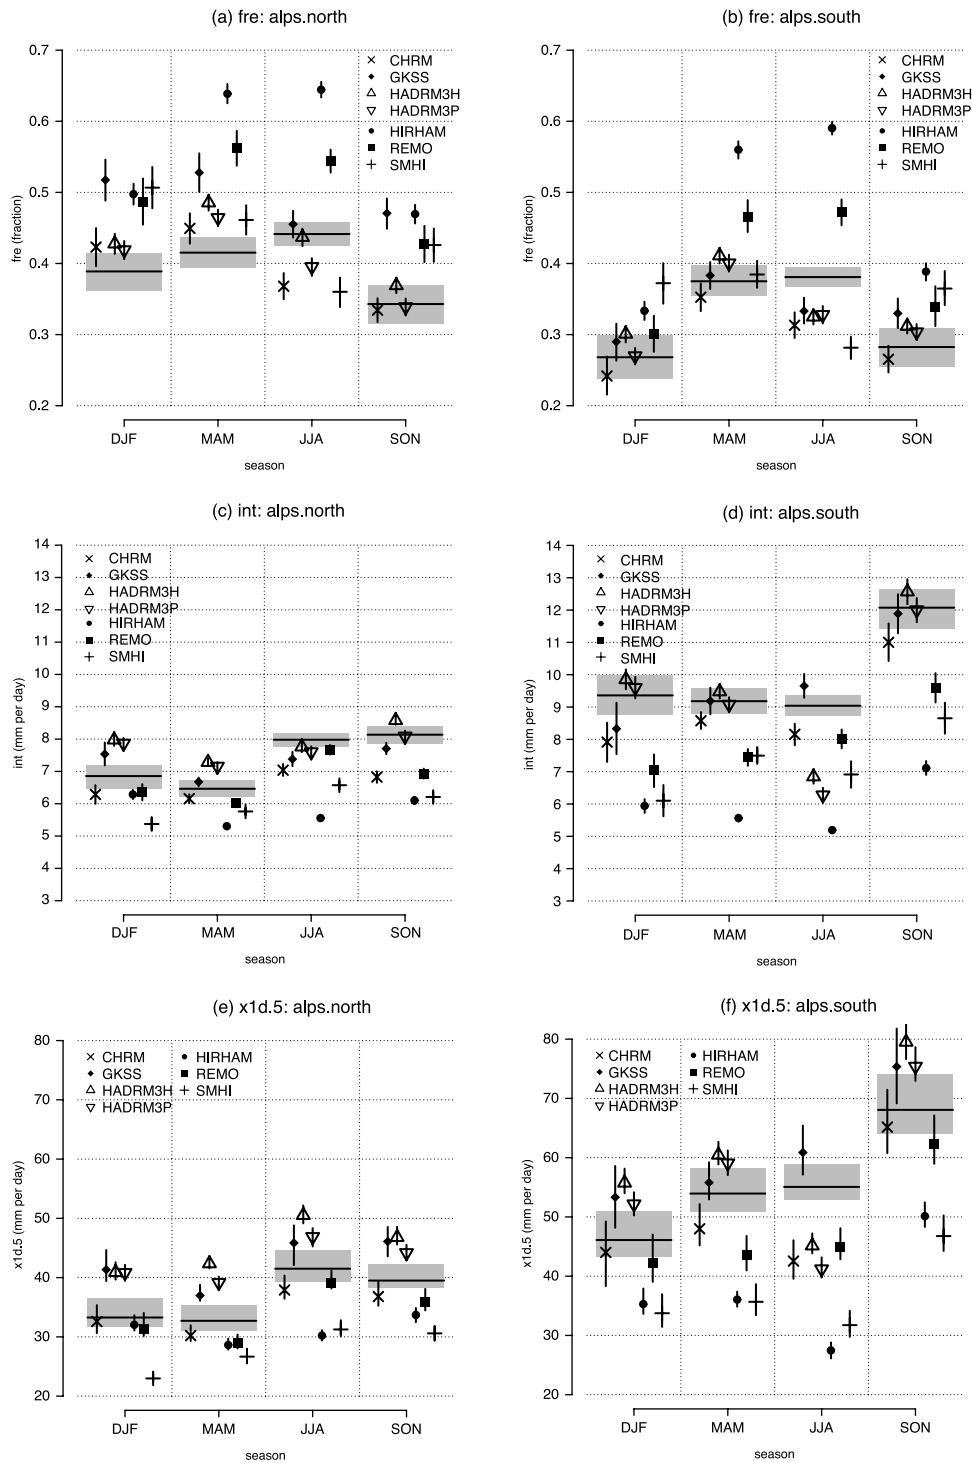 (a) fre: alps.north
0.7
0.6
0.5
0.4
0.3
0.2
fre (fraction)
CHRM
GKSS
HADRM3H
HADRM3P
HIRHAM
REMO
SMHI
DJF MAM JJA SON
season
(b) fre: alps.south
0.7
0.6
0.5
0.4
0.3
0.2
fre (fraction)
CHRM
GKSS
HADRM3H
HADRM3P
HIRHAM
REMO
SMHI
DJF MAM JJA SON
season
(c) int: alps.north
14
13
12
11
10
9
8
7
6
5
4
3
int (mm per day)
CHRM
GKSS
HADRM3H
HADRM3P
HIRHAM
REMO
SMHI
DJF MAM JJA SON
season
(d) int: alps.south
14
13
12
11
10
9
8
7
6
5
4
3
int (mm per day)
CHRM
GKSS
HADRM3H
HADRM3P
HIRHAM
REMO
SMHI
DJF MAM JJA SON
season
(e) x1d.5: alps.north
80
70
60
50
40
30
20
x1d.5 (mm per day)
CHRM HIRHAM
GKSS REMO
HADRM3H SMHI
HADRM3P
DJF MAM JJA SON
season
(f) x1d.5: alps.south
80
70
60
50
40
30
20
x1d.5 (mm per day)
CHRM HIRHAM
GKSS REMO
HADRM3H SMHI
HADRM3P
DJF MAM JJA SON
season